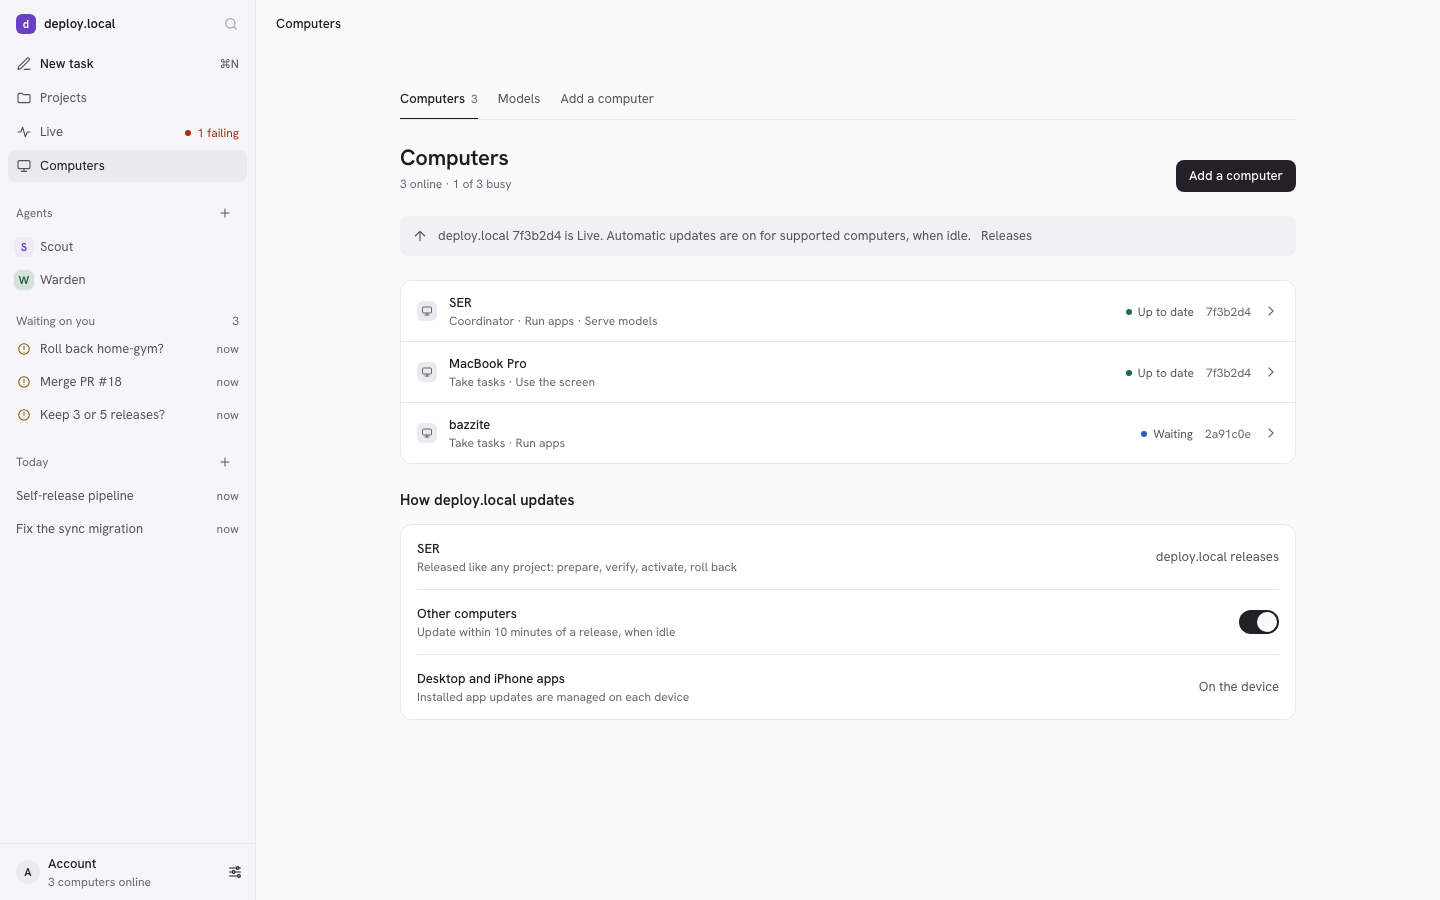 d deploy.local
New task ⌘N
Projects
Live 1 failing
Computers
Agents
S Scout
W Warden
Waiting on you 3
Roll back home-gym? now
Merge PR #18 now
Keep 3 or 5 releases? now
Today
Self-release pipeline now
Fix the sync migration now
A Account
3 computers online
Computers
Computers 3 Models Add a computer
Computers
3 online · 1 of 3 busy
Add a computer
deploy.local 7f3b2d4 is Live. Automatic updates are on for supported computers, when idle. Releases
SER
Coordinator · Run apps · Serve models
Up to date 7f3b2d4
MacBook Pro
Take tasks · Use the screen
Up to date 7f3b2d4
bazzite
Take tasks · Run apps
Waiting 2a91c0e
How deploy.local updates
SER
Released like any project: prepare, verify, activate, roll back
deploy.local releases
Other computers
Update within 10 minutes of a release, when idle
Desktop and iPhone apps
Installed app updates are managed on each device
On the device